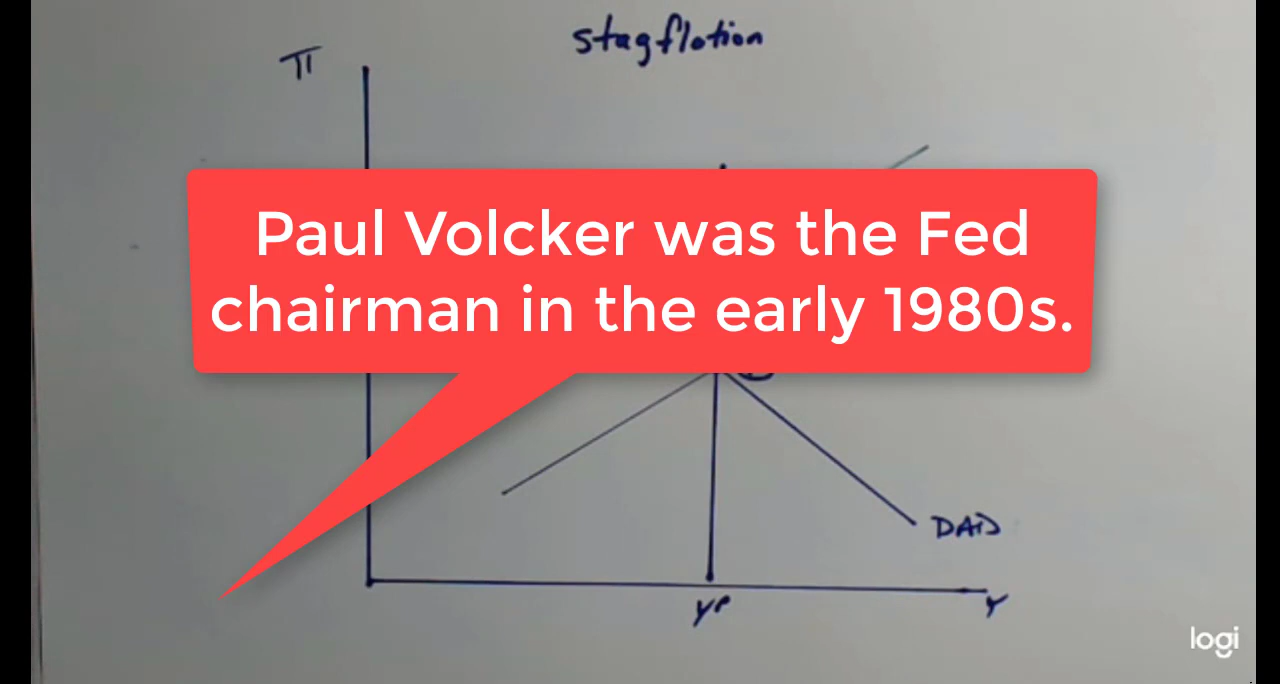 stagflation
π
Paul Volcker was the Fed
chairman in the early 1980s.
DAD
YP
Y
logi